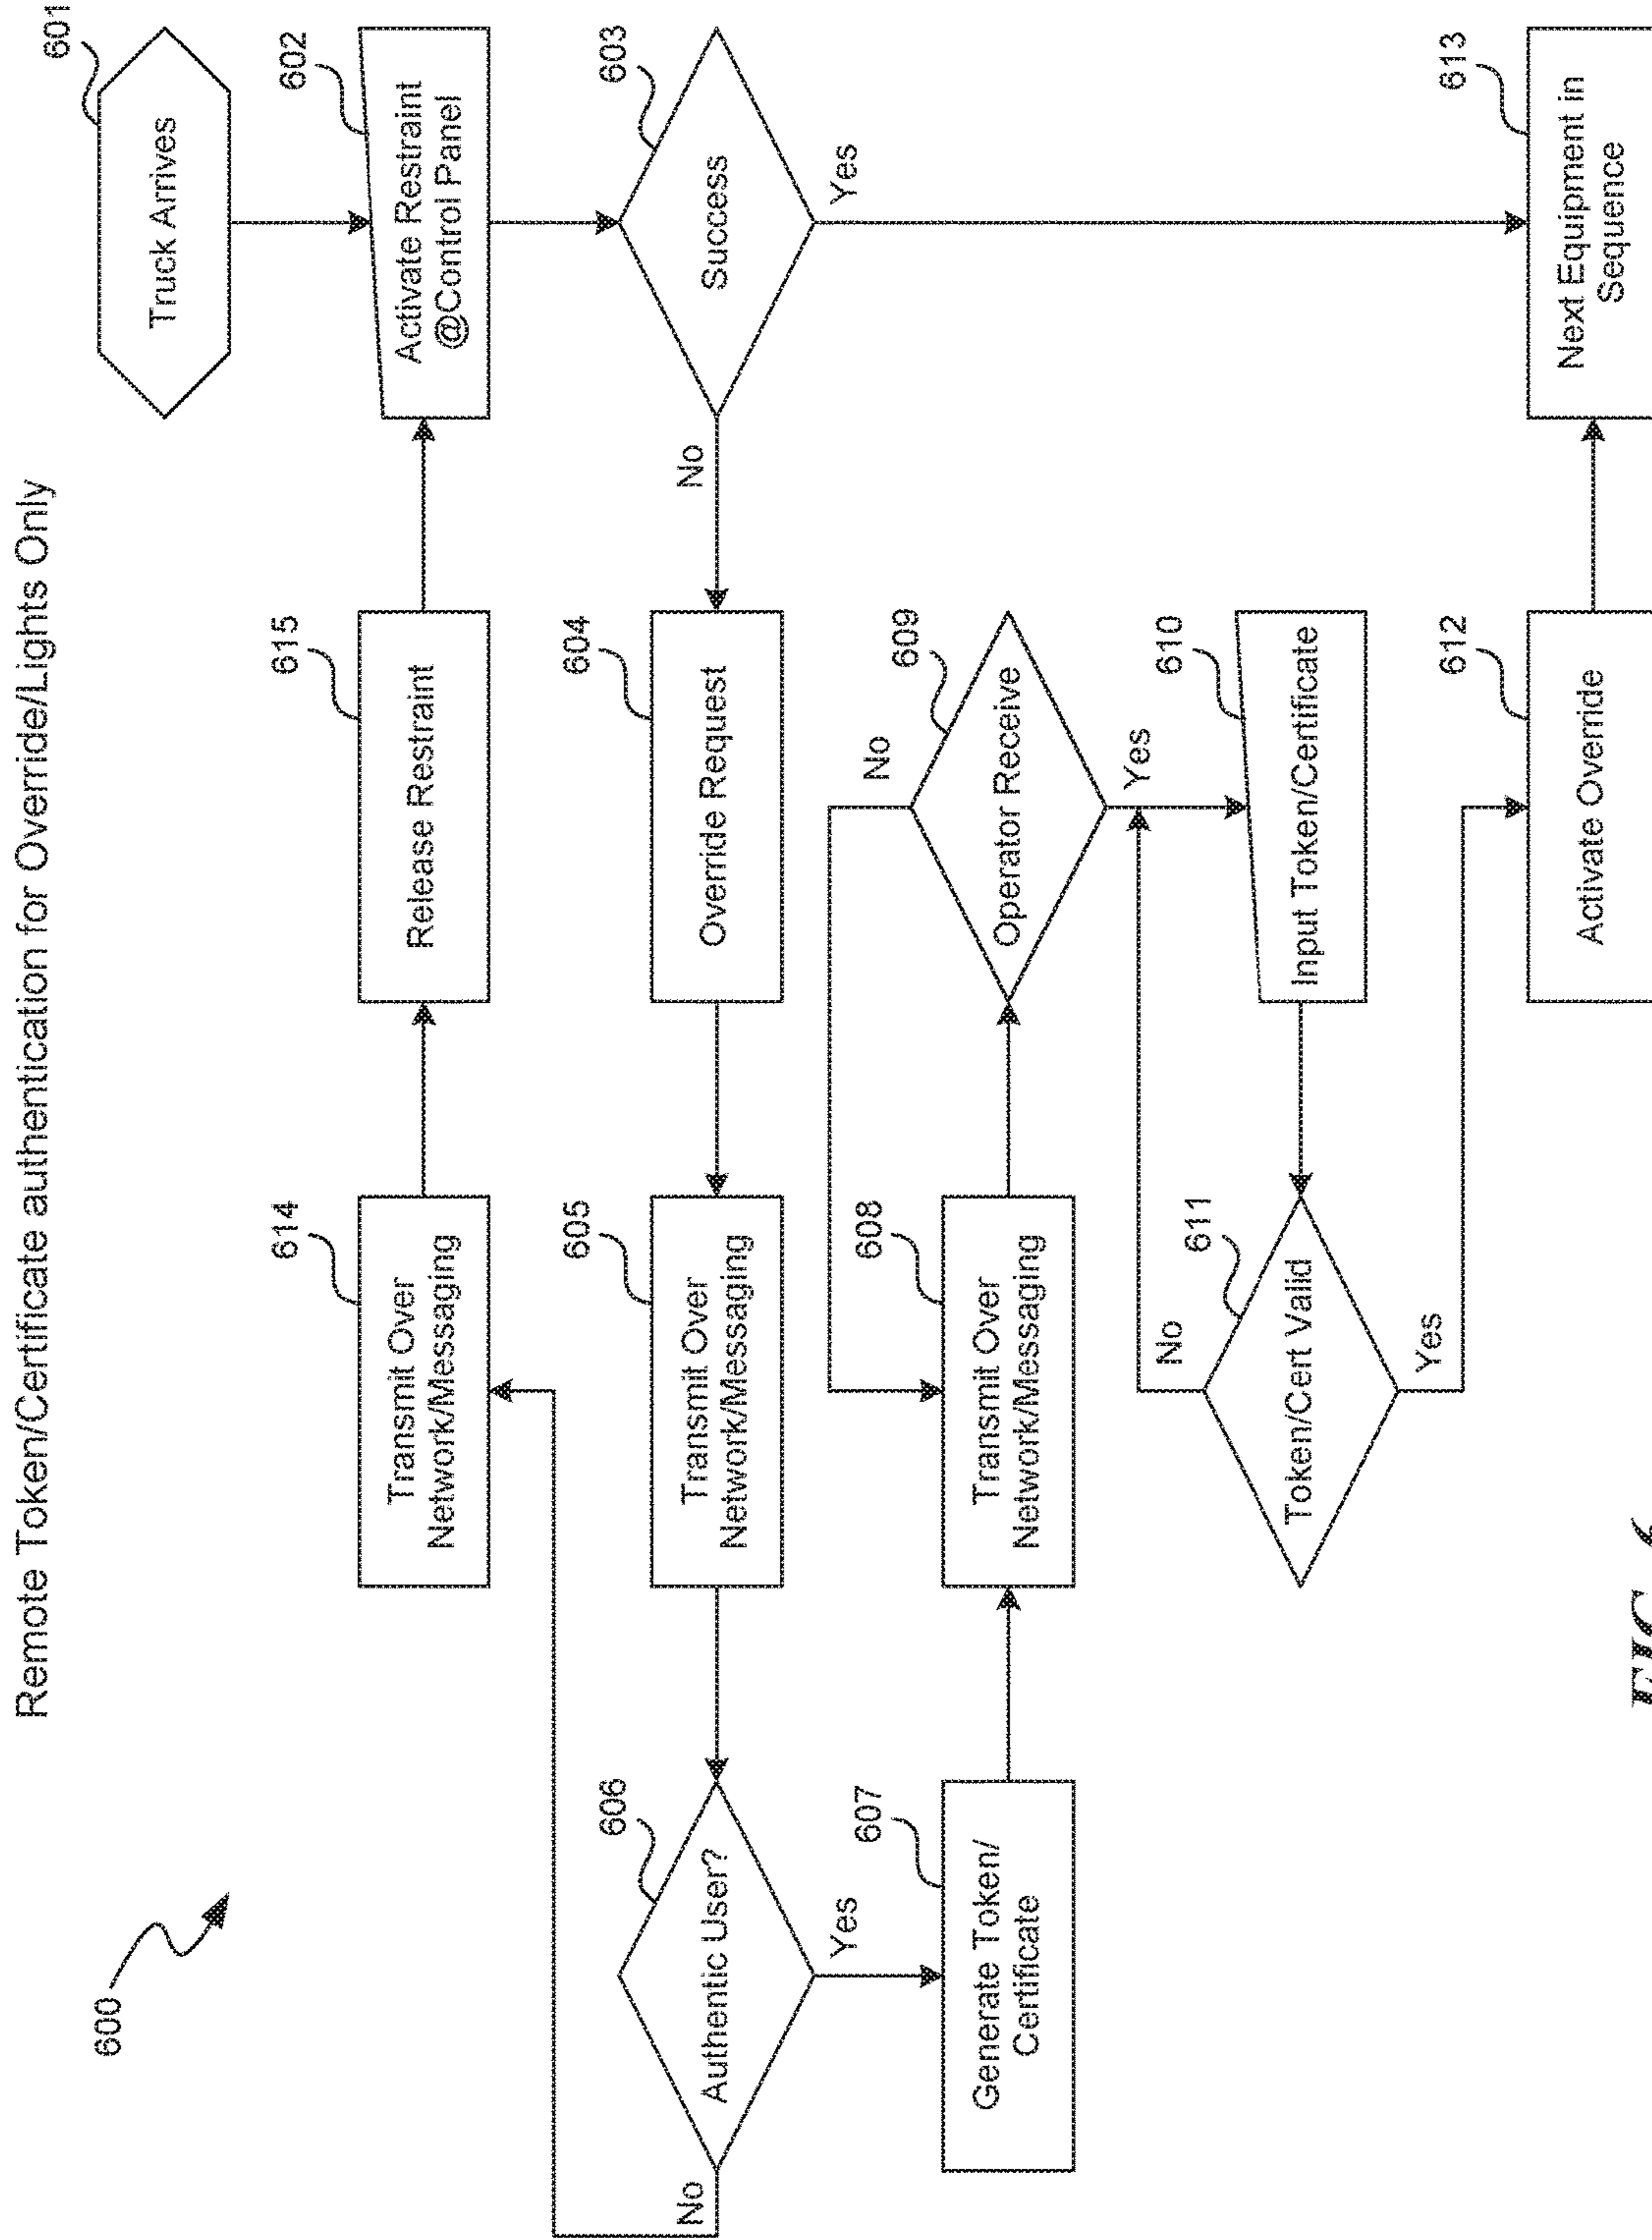 Remote Token/Certificate authentication for Override/Lights Only
600
601
Truck Arrives
614
Transmit Over
Network/Messaging
615
Release Restraint
602
Activate Restraint
@Control Panel
606
Authentic User?
No
Yes
605
Transmit Over
Network/Messaging
604
Override Request
No
603
Success
Yes
607
Generate Token/
Certificate
608
Transmit Over
Network/Messaging
609
Operator Receive
No
Yes
611
Token/Cert Valid
No
Yes
610
Input Token/Certificate
612
Activate Override
613
Next Equipment in
Sequence